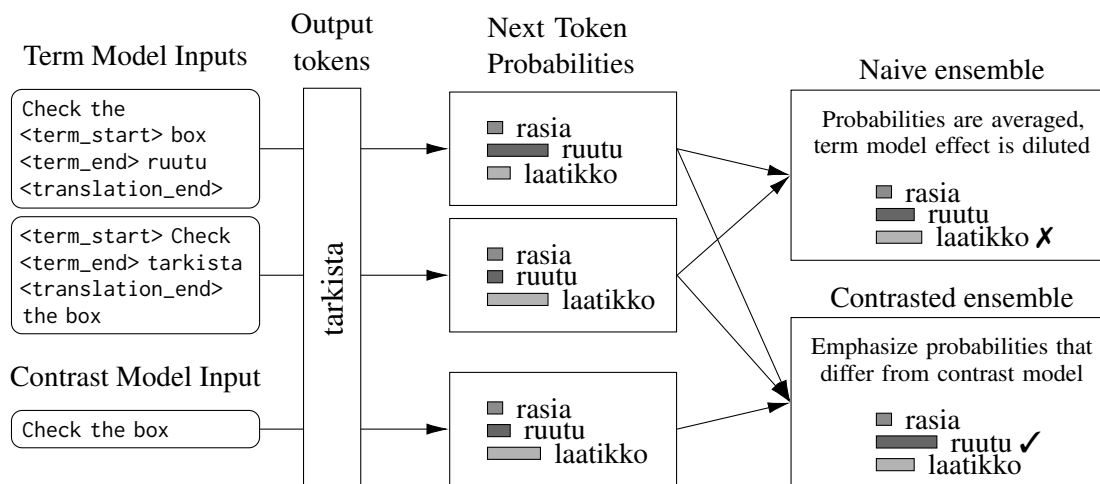 Term Model Inputs
Check the
<term_start> box
<term_end> ruutu
<translation_end>
<term_start> Check
<term_end> tarkista
<translation_end>
the box
Contrast Model Input
Check the box
Output
tokens
tarkista
Next Token
Probabilities
rasia
ruutu
laatikko
rasia
ruutu
laatikko
rasia
ruutu
laatikko
Naive ensemble
Probabilities are averaged,
term model effect is diluted
rasia
ruutu
laatikko ✗
Contrasted ensemble
Emphasize probabilities that
differ from contrast model
rasia
ruutu ✓
laatikko